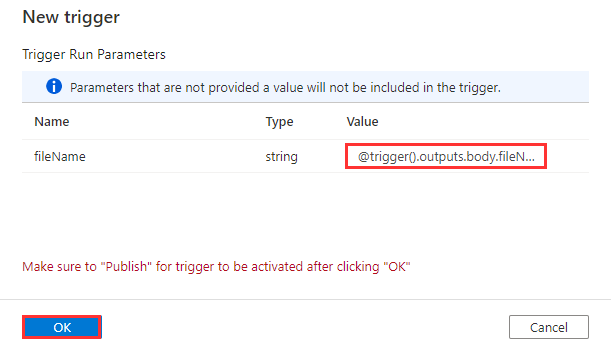 New trigger
Trigger Run Parameters
Parameters that are not provided a value will not be included in the trigger.
Name Type Value
fileName string @trigger().outputs.body.fileN...
Make sure to "Publish" for trigger to be activated after clicking "OK"
OK Cancel